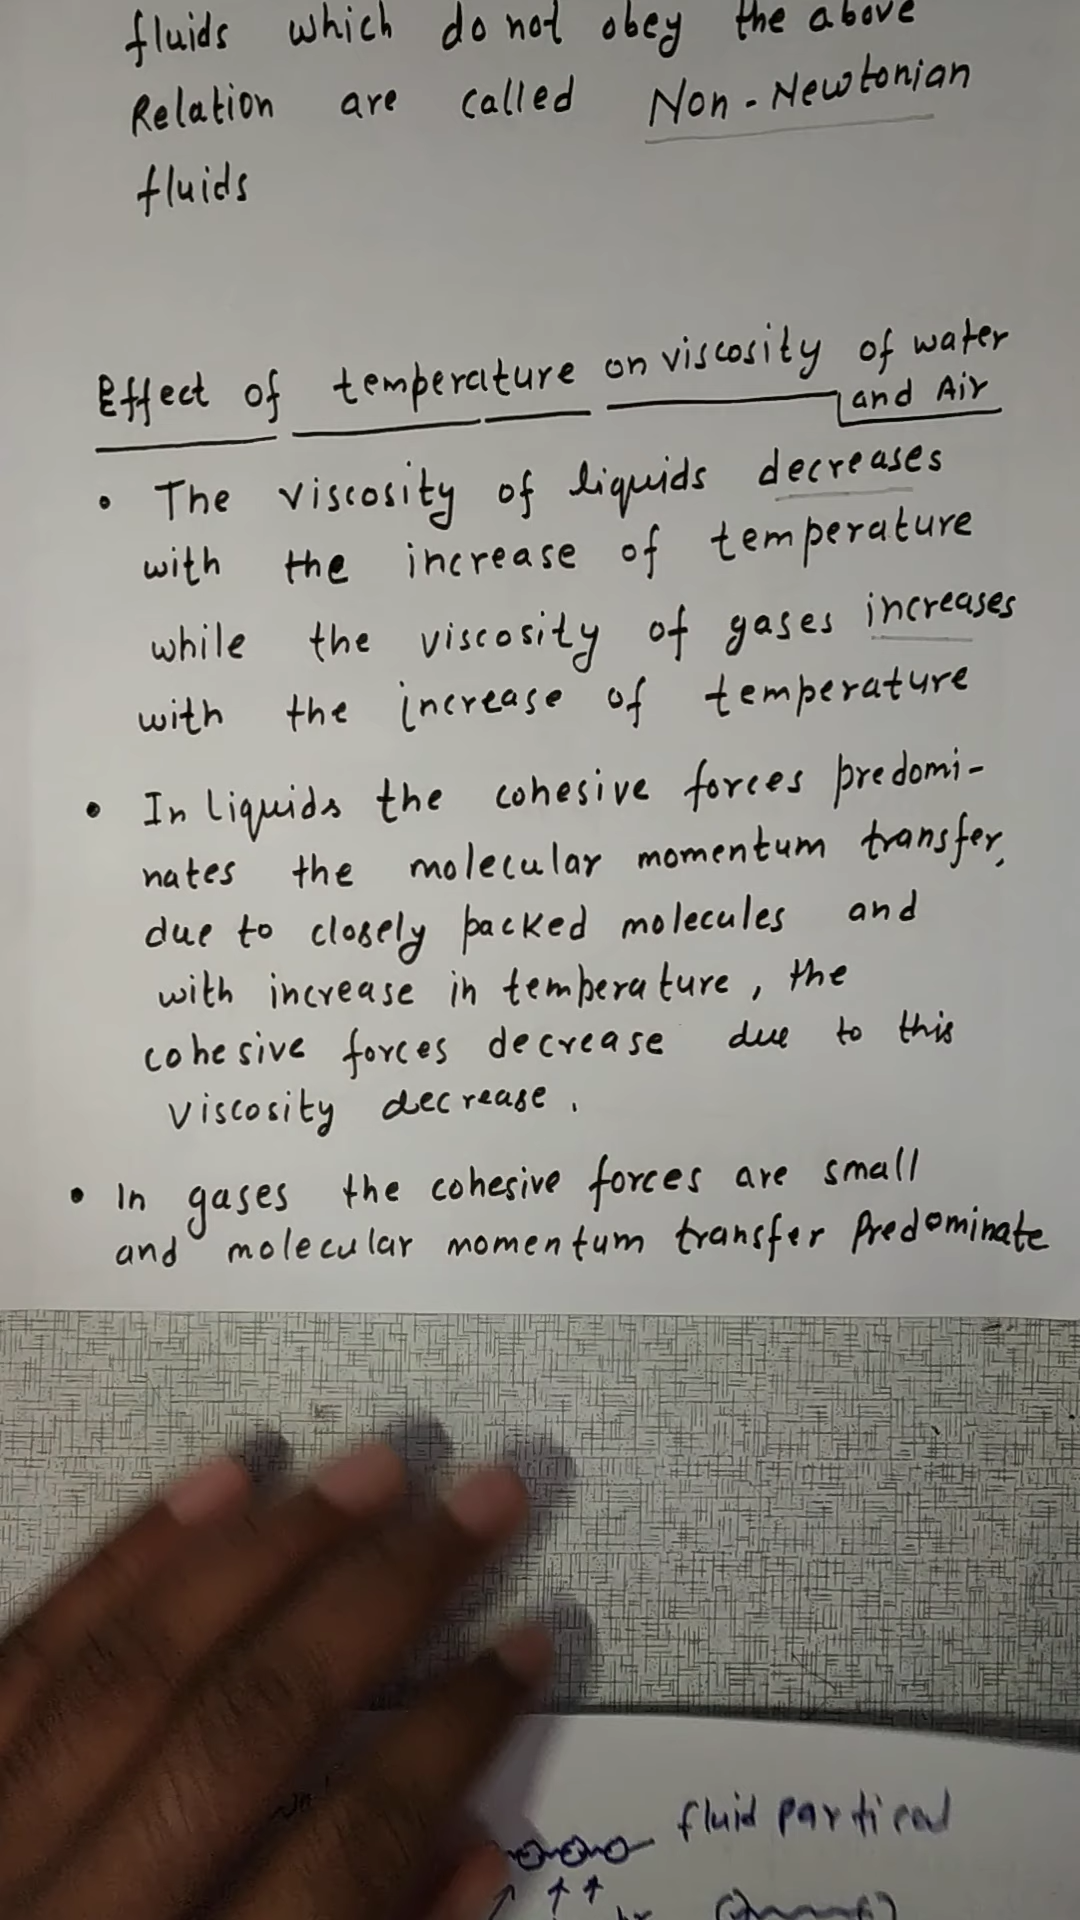 fluids which do not obey the above
Relation are called Non-Newtonian
fluids
Effect of temperature on viscosity of water
and Air
• The viscosity of liquids decreases
with the increase of temperature
while the viscosity of gases increases
with the increase of temperature
• In liquids the cohesive forces predomi-
nates the molecular momentum transfer,
due to closely packed molecules and
with increase in temperature, the
cohesive forces decrease due to this
viscosity decrease.
• In gases the cohesive forces are small
and molecular momentum transfer Predominate
fluid partical